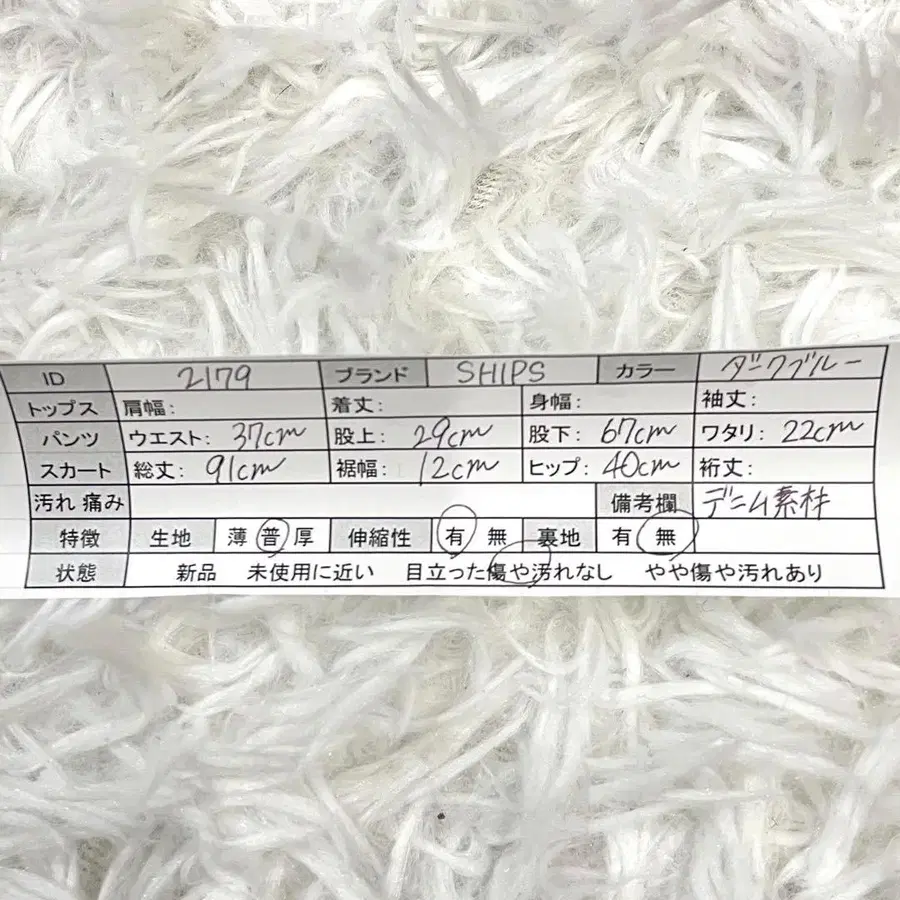 ID 2179 ブランド SHIPS カラー ダークブルー
トップス 肩幅: 着丈: 身幅: 袖丈:
パンツ ウエスト: 37cm 股上: 29cm 股下: 67cm ワタリ: 22cm
スカート 総丈: 91cm 裾幅: 12cm ヒップ: 40cm 裄丈:
汚れ 痛み 備考欄 デニム素材
特徴 生地 薄 普 厚 伸縮性 有 無 裏地 有 無
状態 新品 未使用に近い 目立った傷や汚れなし やや傷や汚れあり